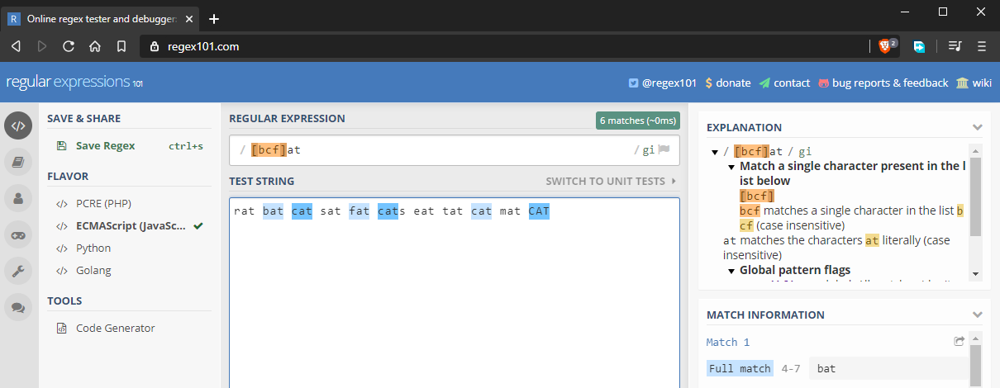 R Online regex tester and debugger:
regex101.com
2
regular expressions 101
@regex101
donate
contact
bug reports & feedback
wiki
SAVE & SHARE
Save Regex ctrl+s
FLAVOR
</> PCRE (PHP)
</> ECMAScript (JavaSc...
</> Python
</> Golang
TOOLS
Code Generator
REGULAR EXPRESSION
6 matches (~0ms)
/ [bcf]at / gi
TEST STRING
SWITCH TO UNIT TESTS
rat bat cat sat fat cats eat tat cat mat CAT
EXPLANATION
/ [bcf]at / gi
Match a single character present in the l
ist below
[bcf]
bcf matches a single character in the list b
cf (case insensitive)
at matches the characters at literally (case
insensitive)
Global pattern flags
MATCH INFORMATION
Match 1
Full match 4-7 bat